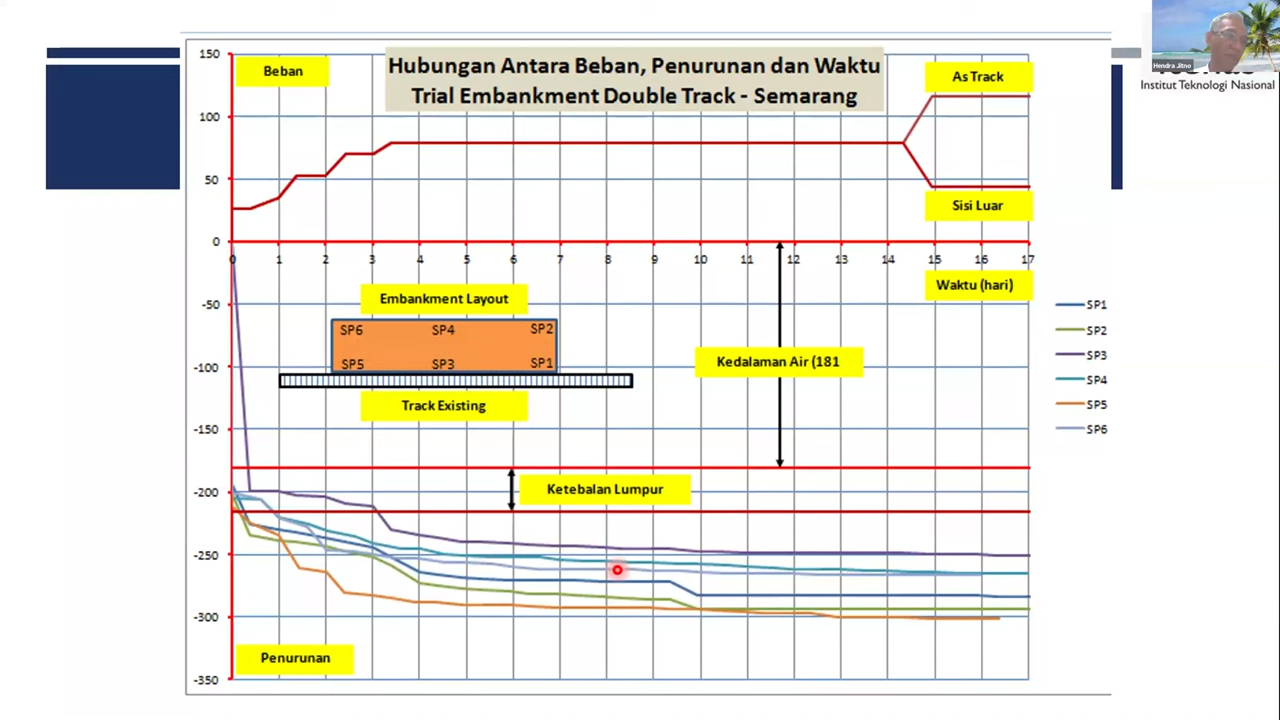 Hubungan Antara Beban, Penurunan dan Waktu
Trial Embankment Double Track - Semarang
Hendra Jitno
Institut Teknologi Nasional
Beban
As Track
Sisi Luar
Waktu (hari)
150
100
50
0
-50
-100
-150
-200
-250
-300
-350
0 1 2 3 4 5 6 7 8 9 10 11 12 13 14 15 16 17
Embankment Layout
SP6 SP4 SP2
SP5 SP3 SP1
Track Existing
Kedalaman Air (181
Ketebalan Lumpur
Penurunan
SP1
SP2
SP3
SP4
SP5
SP6